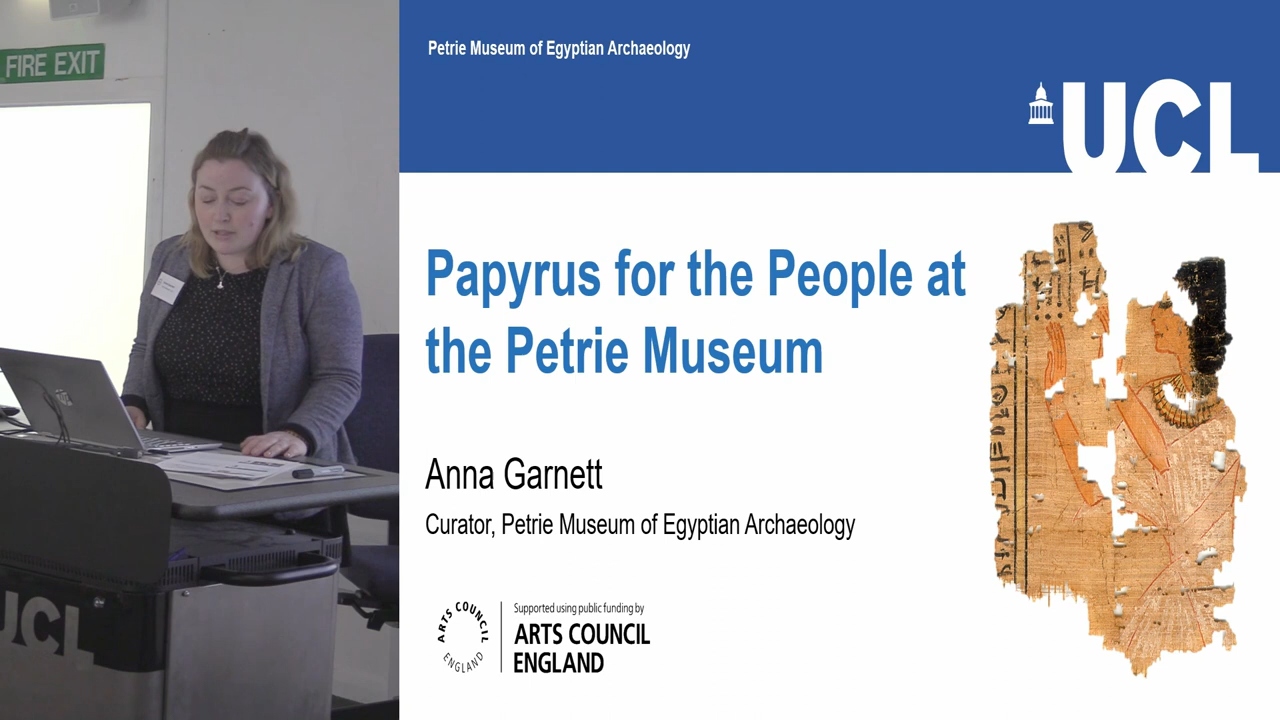 FIRE EXIT
UCL
Petrie Museum of Egyptian Archaeology
UCL
Papyrus for the People at
the Petrie Museum
Anna Garnett
Curator, Petrie Museum of Egyptian Archaeology
ARTS COUNCIL
ENGLAND
Supported using public funding by
ARTS COUNCIL
ENGLAND